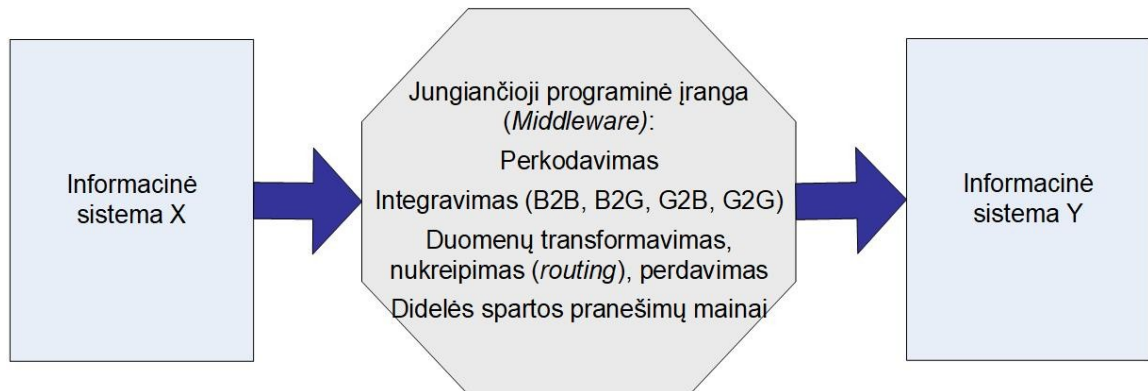 Informacinė
sistema X
Jungiančioji programinė įranga
(Middleware):
Perkodavimas
Integravimas (B2B, B2G, G2B, G2G)
Duomenų transformavimas,
nukreipimas (routing), perdavimas
Didelės spartos pranešimų mainai
Informacinė
sistema Y